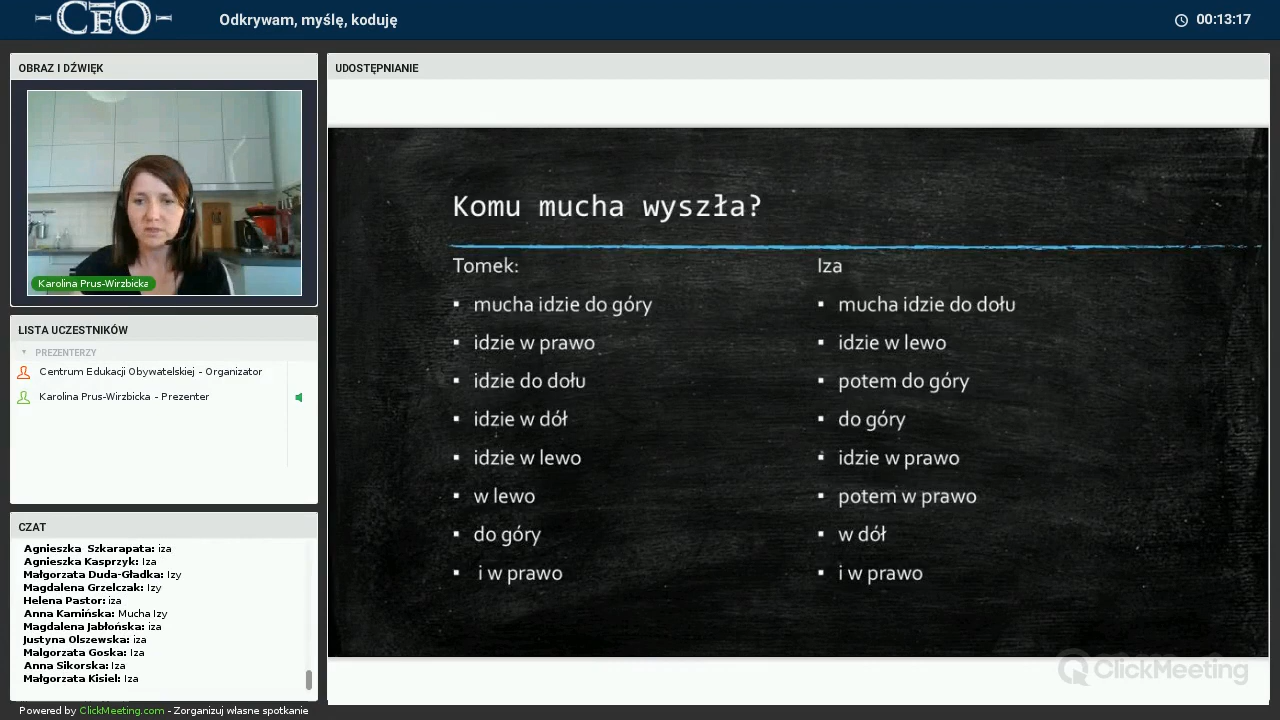 CEO
Odkrywam, myślę, koduję
00:13:17
OBRAZ I DŹWIĘK
Karolina Prus-Wirzbicka
LISTA UCZESTNIKÓW
PREZENTERZY
Centrum Edukacji Obywatelskiej - Organizator
Karolina Prus-Wirzbicka - Prezenter
CZAT
Agnieszka Szkarapata: iza
Agnieszka Kasprzyk: Iza
Małgorzata Duda-Gładka: Izy
Magdalena Grzelczak: Izy
Helena Pastor: iza
Anna Kamińska: Mucha Izy
Magdalena Jabłońska: iza
Justyna Olszewska: iza
Malgorzata Goska: Iza
Anna Sikorska: Iza
Małgorzata Kisiel: Iza
Powered by ClickMeeting.com - Zorganizuj własne spotkanie
UDOSTĘPNIANIE
Komu mucha wyszła?
Tomek:
▪ mucha idzie do góry
▪ idzie w prawo
▪ idzie do dołu
▪ idzie w dół
▪ idzie w lewo
▪ w lewo
▪ do góry
▪ i w prawo
Iza
▪ mucha idzie do dołu
▪ idzie w lewo
▪ potem do góry
▪ do góry
▪ idzie w prawo
▪ potem w prawo
▪ w dół
▪ i w prawo
ClickMeeting